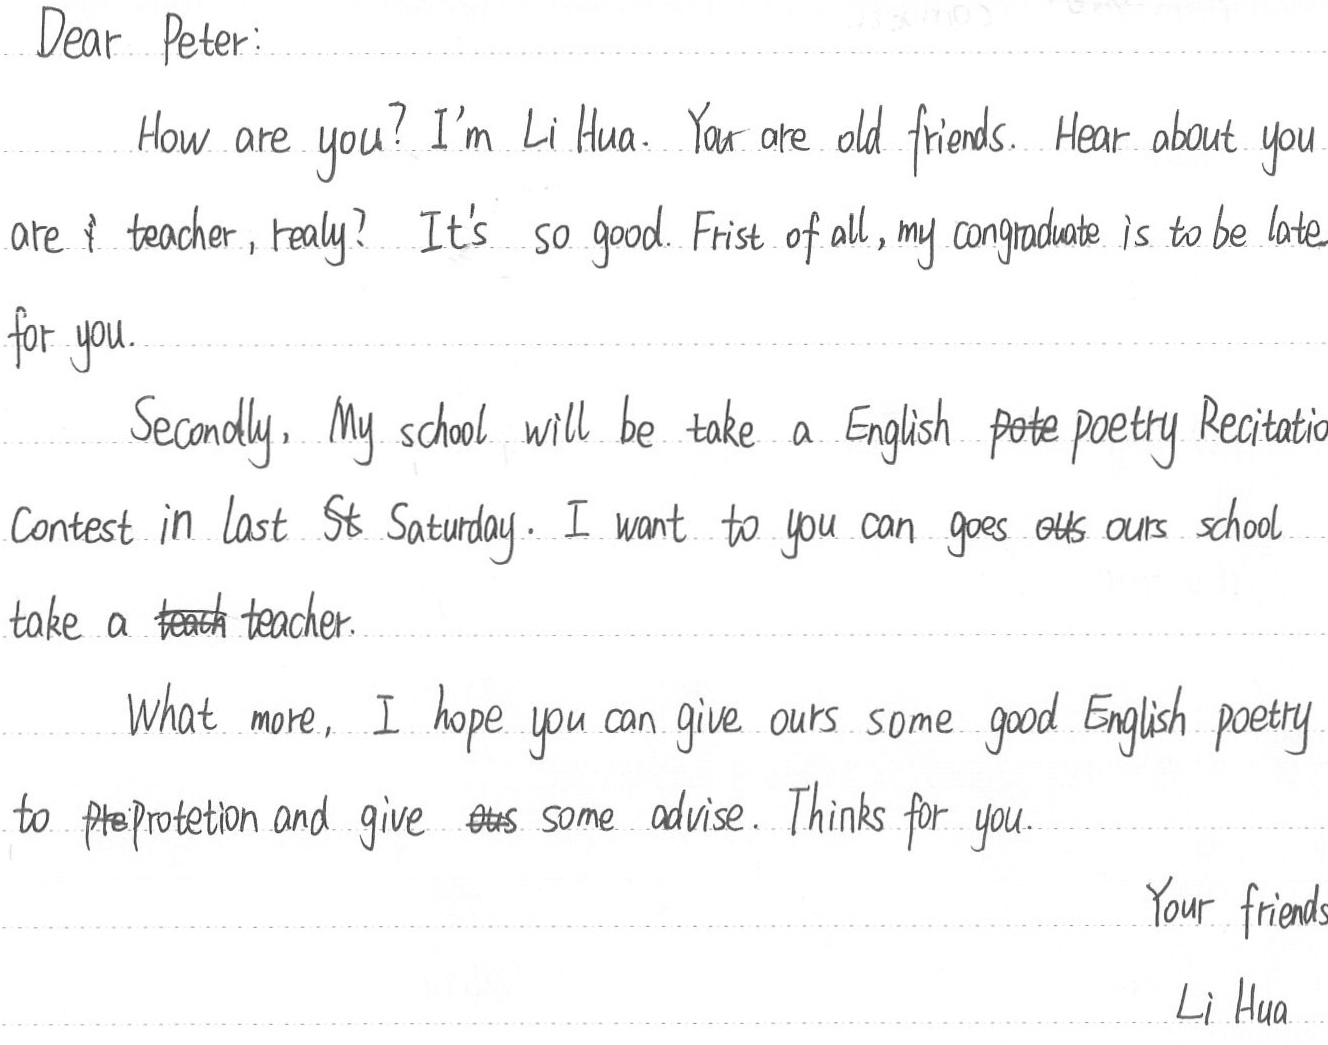 Dear Peter:
How are you? I'm Li Hua. Your are old friends. Hear about you
are teacher, realy? It's so good. Frist of all, my congraduate is to be late
for you.
Secondly, My school will be take a English pote poetry Recitatio
Contest in last St Saturday. I want to you can goes ours school
take a teach teacher.
What more, I hope you can give ours some good English poetry
to pre protetion and give ous some advise. Thinks for you.
Your friends
Li Hua